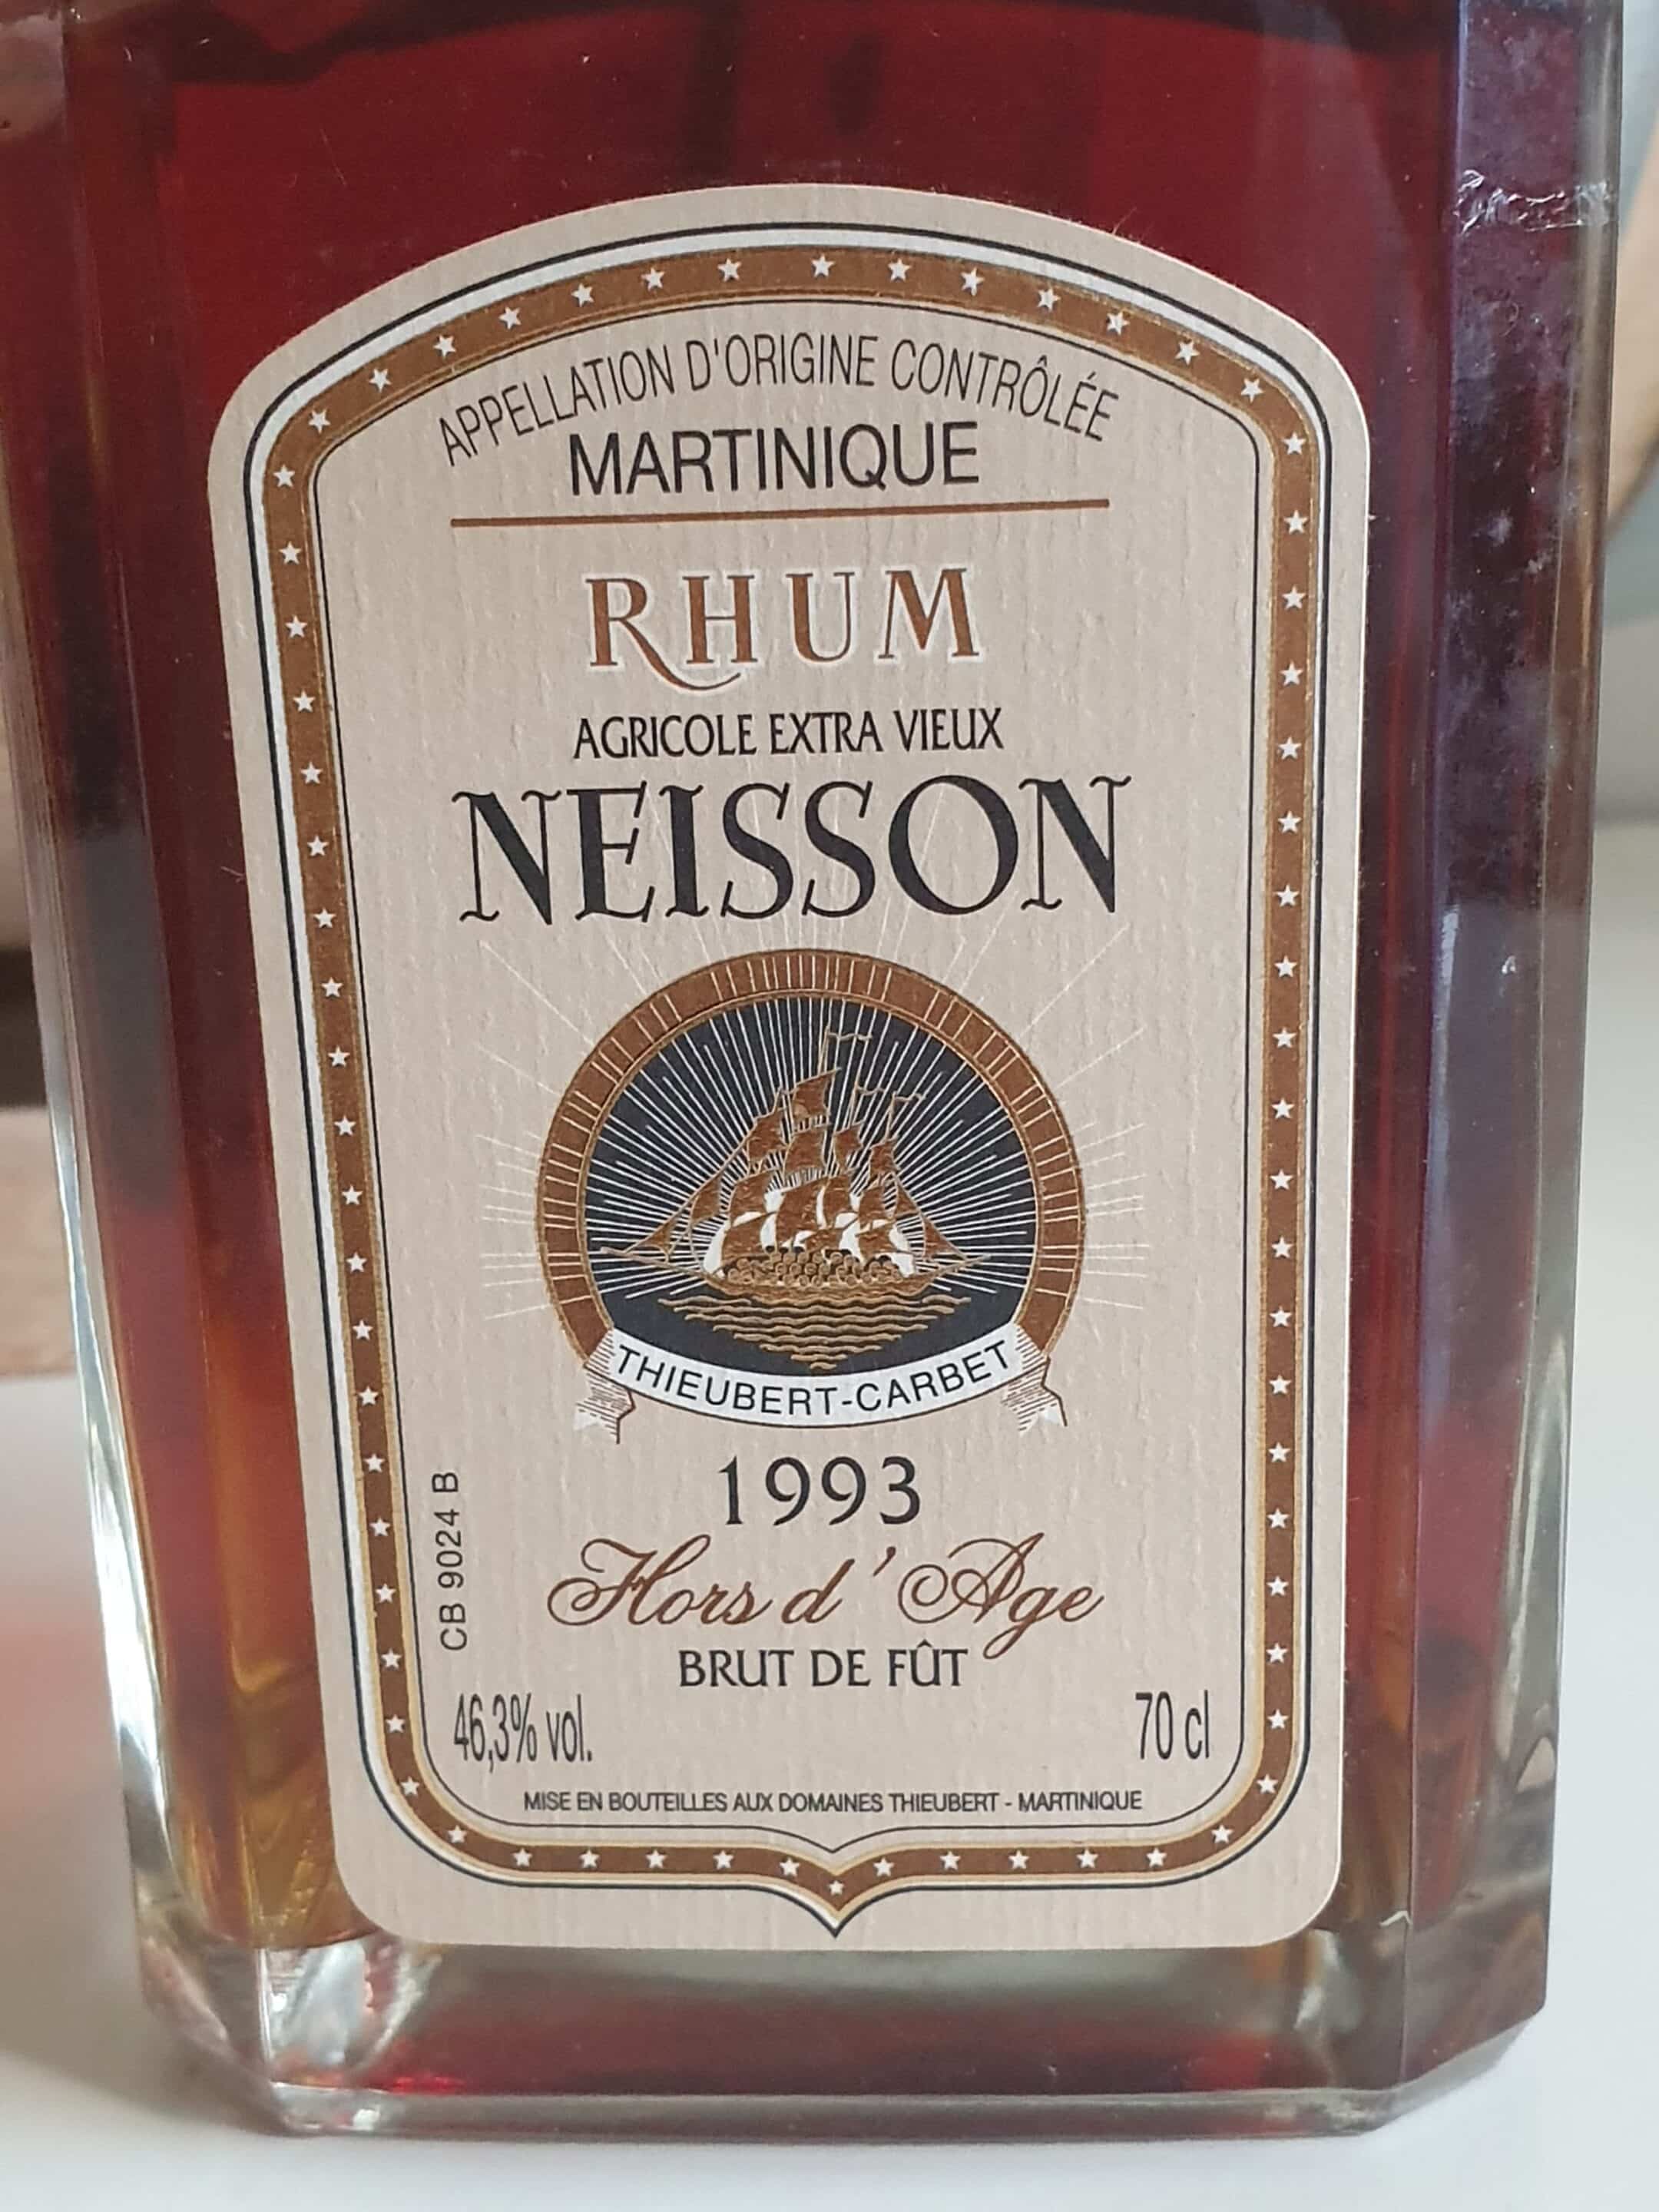 APPELLATION D'ORIGINE CONTRÔLÉE
MARTINIQUE
RHUM
AGRICOLE EXTRA VIEUX
NEISSON
THIEUBERT-CARBET
1993
Hors d'Age
BRUT DE FÛT
CB 9024 B
46,3% vol.
70 cl
MISE EN BOUTEILLES AUX DOMAINES THIEUBERT - MARTINIQUE